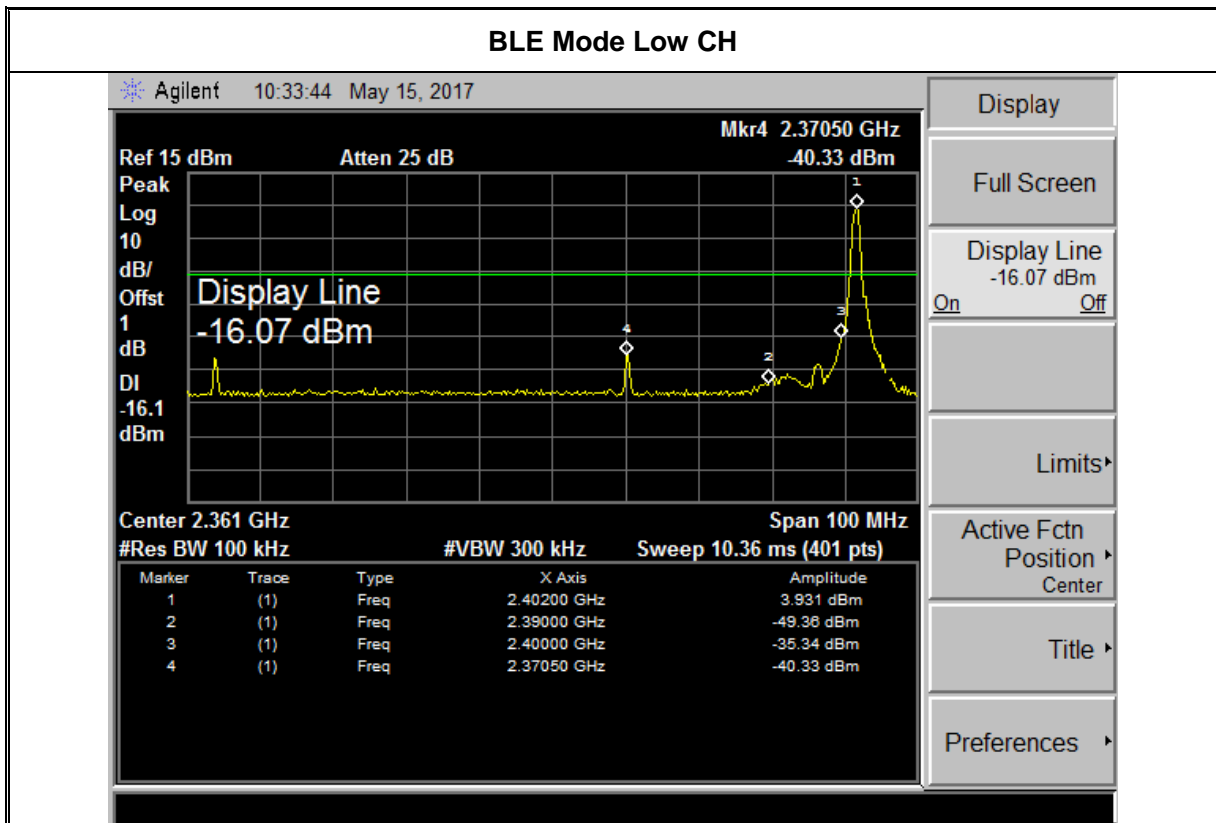 BLE Mode Low CH
Agilent 10:33:44 May 15, 2017
Mkr4 2.37050 GHz
Ref 15 dBm Atten 25 dB -40.33 dBm
Peak
Log
10
dB/
Offst
1
dB
DI
-16.1
dBm
Display Line
-16.07 dBm
1
2
3
4
Center 2.361 GHz Span 100 MHz
#Res BW 100 kHz #VBW 300 kHz Sweep 10.36 ms (401 pts)
Marker Trace Type X Axis Amplitude
1 (1) Freq 2.40200 GHz 3.931 dBm
2 (1) Freq 2.39000 GHz -49.36 dBm
3 (1) Freq 2.40000 GHz -35.34 dBm
4 (1) Freq 2.37050 GHz -40.33 dBm
Display
Full Screen
Display Line
-16.07 dBm
On Off
Limits
Active Fctn
Position
Center
Title
Preferences